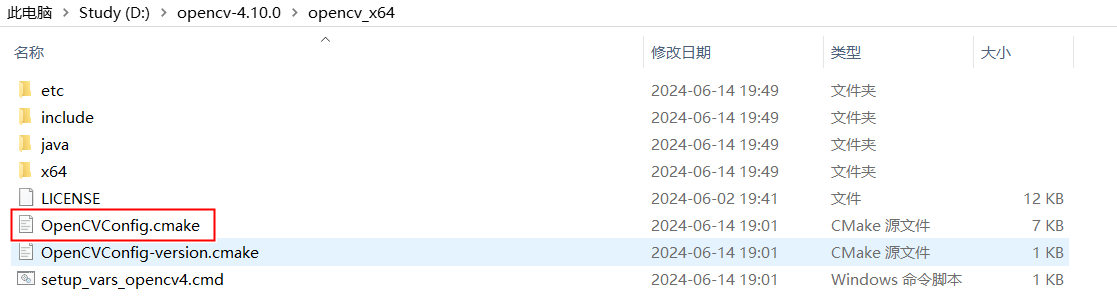 此电脑 > Study (D:) > opencv-4.10.0 > opencv_x64
名称 修改日期 类型 大小
etc 2024-06-14 19:49 文件夹
include 2024-06-14 19:49 文件夹
java 2024-06-14 19:49 文件夹
x64 2024-06-14 19:49 文件夹
LICENSE 2024-06-02 19:41 文件 12 KB
OpenCVConfig.cmake 2024-06-14 19:01 CMake 源文件 7 KB
OpenCVConfig-version.cmake 2024-06-14 19:01 CMake 源文件 1 KB
setup_vars_opencv4.cmd 2024-06-14 19:01 Windows 命令脚本 1 KB